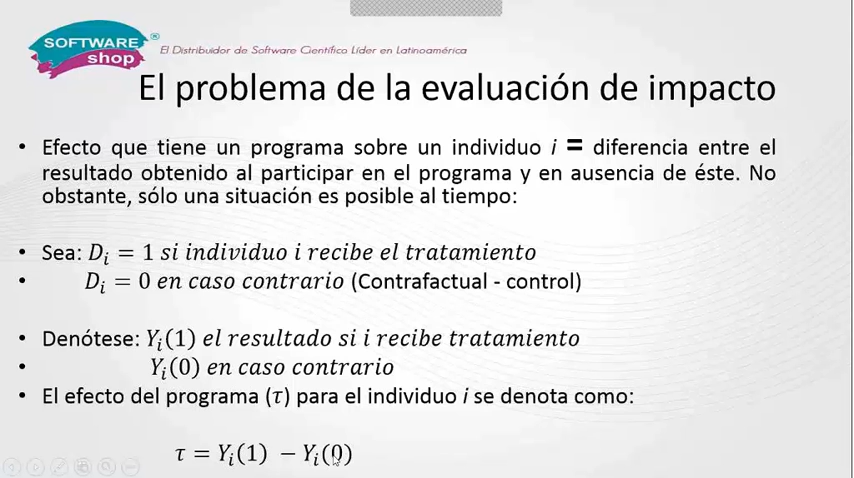 SOFTWARE
shop
®
El Distribuidor de Software Científico Líder en Latinoamérica
El problema de la evaluación de impacto
• Efecto que tiene un programa sobre un individuo i = diferencia entre el
resultado obtenido al participar en el programa y en ausencia de éste. No
obstante, sólo una situación es posible al tiempo:
• Sea: Dᵢ = 1 si individuo i recibe el tratamiento
• Dᵢ = 0 en caso contrario (Contrafactual - control)
• Denótese: Yᵢ(1) el resultado si i recibe tratamiento
• Yᵢ(0) en caso contrario
• El efecto del programa (τ) para el individuo i se denota como:
τ = Yᵢ(1) − Yᵢ(0)